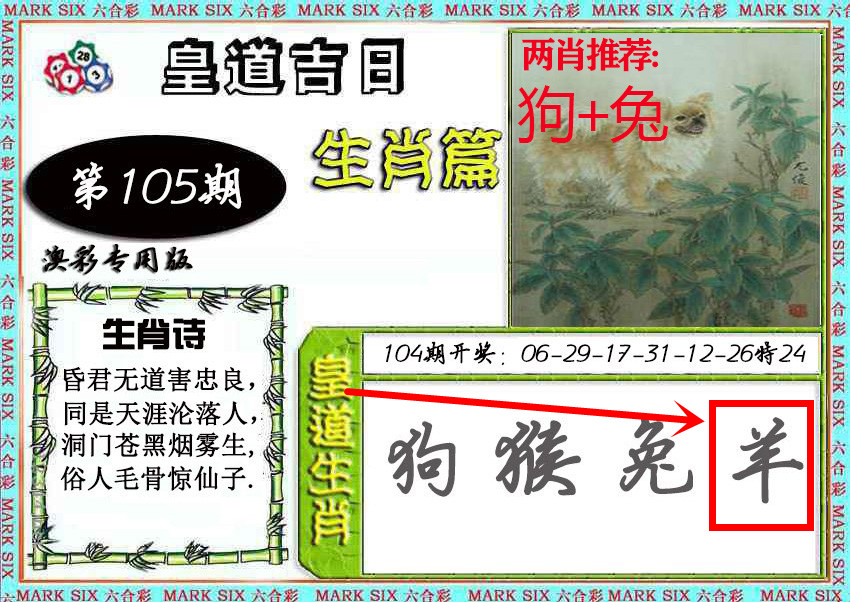 MARK SIX 六合彩 MARK SIX 六合彩 MARK SIX 六合彩 MARK SIX 六合彩 MARK SIX 六合彩 MARK SIX 六合彩
皇道吉日
28
1
3
生肖篇
第105期
澳彩专用版
两肖推荐:
狗+兔
生肖诗
昏君无道害忠良，
同是天涯沦落人，
洞门苍黑烟雾生，
俗人毛骨惊仙子.
104期开奖：06-29-17-31-12-26特24
皇道生肖
狗 猴 兔 羊
MARK SIX 六合彩 MARK SIX 六合彩 MARK SIX 六合彩 MARK SIX 六合彩 MARK SIX 六合彩 MARK SIX